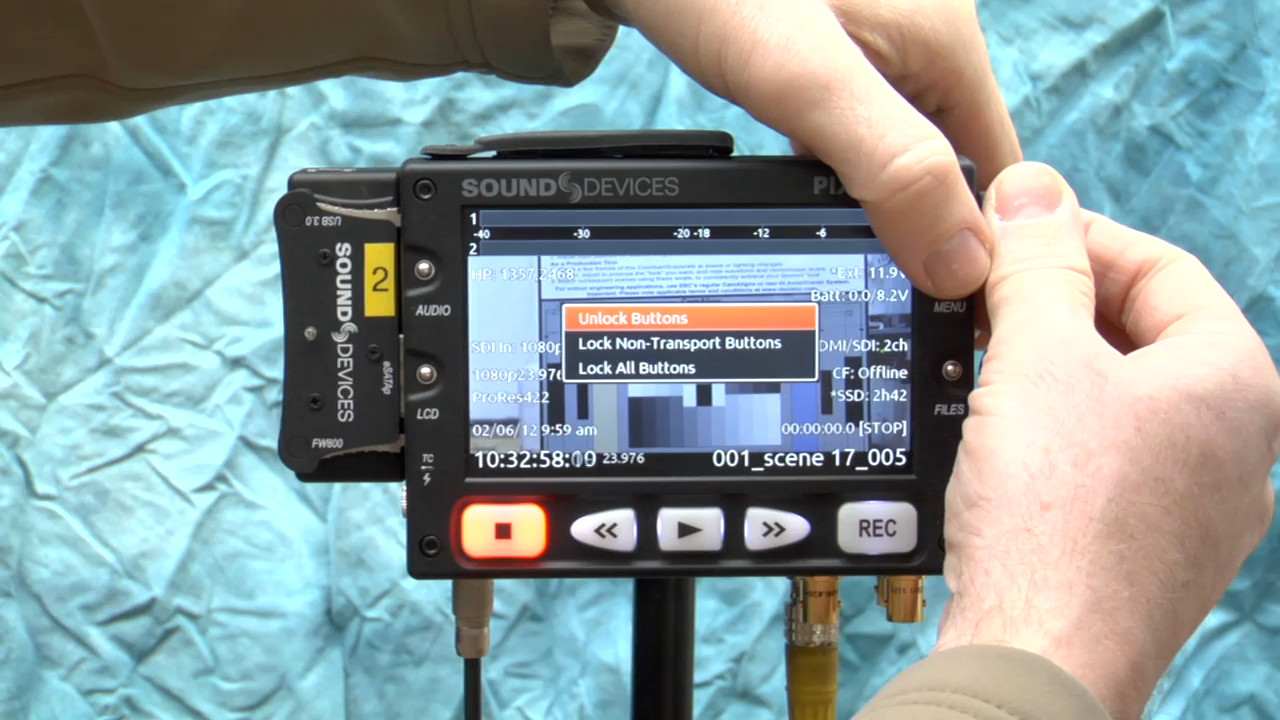 SOUND DEVICES PIX
1
-40 -30 -20 -18 -12 -6
2
As a Production Tool
HP: 1357,2468
*Ext: 11.9V
Batt: 0.0/8.2V
Unlock Buttons
Lock Non-Transport Buttons
Lock All Buttons
SDI In: 1080p
DMI/SDI: 2ch
1080p23.976
CF: Offline
ProRes422
*SSD: 2h42
02/06/12 9:59 am
00:00:00.0 [STOP]
10:32:58:09 23.976
001_scene 17_005
AUDIO
LCD
TC
MENU
FILES
REC
USB 3.0
SOUND DEVICES
2
eSATAp
FW800